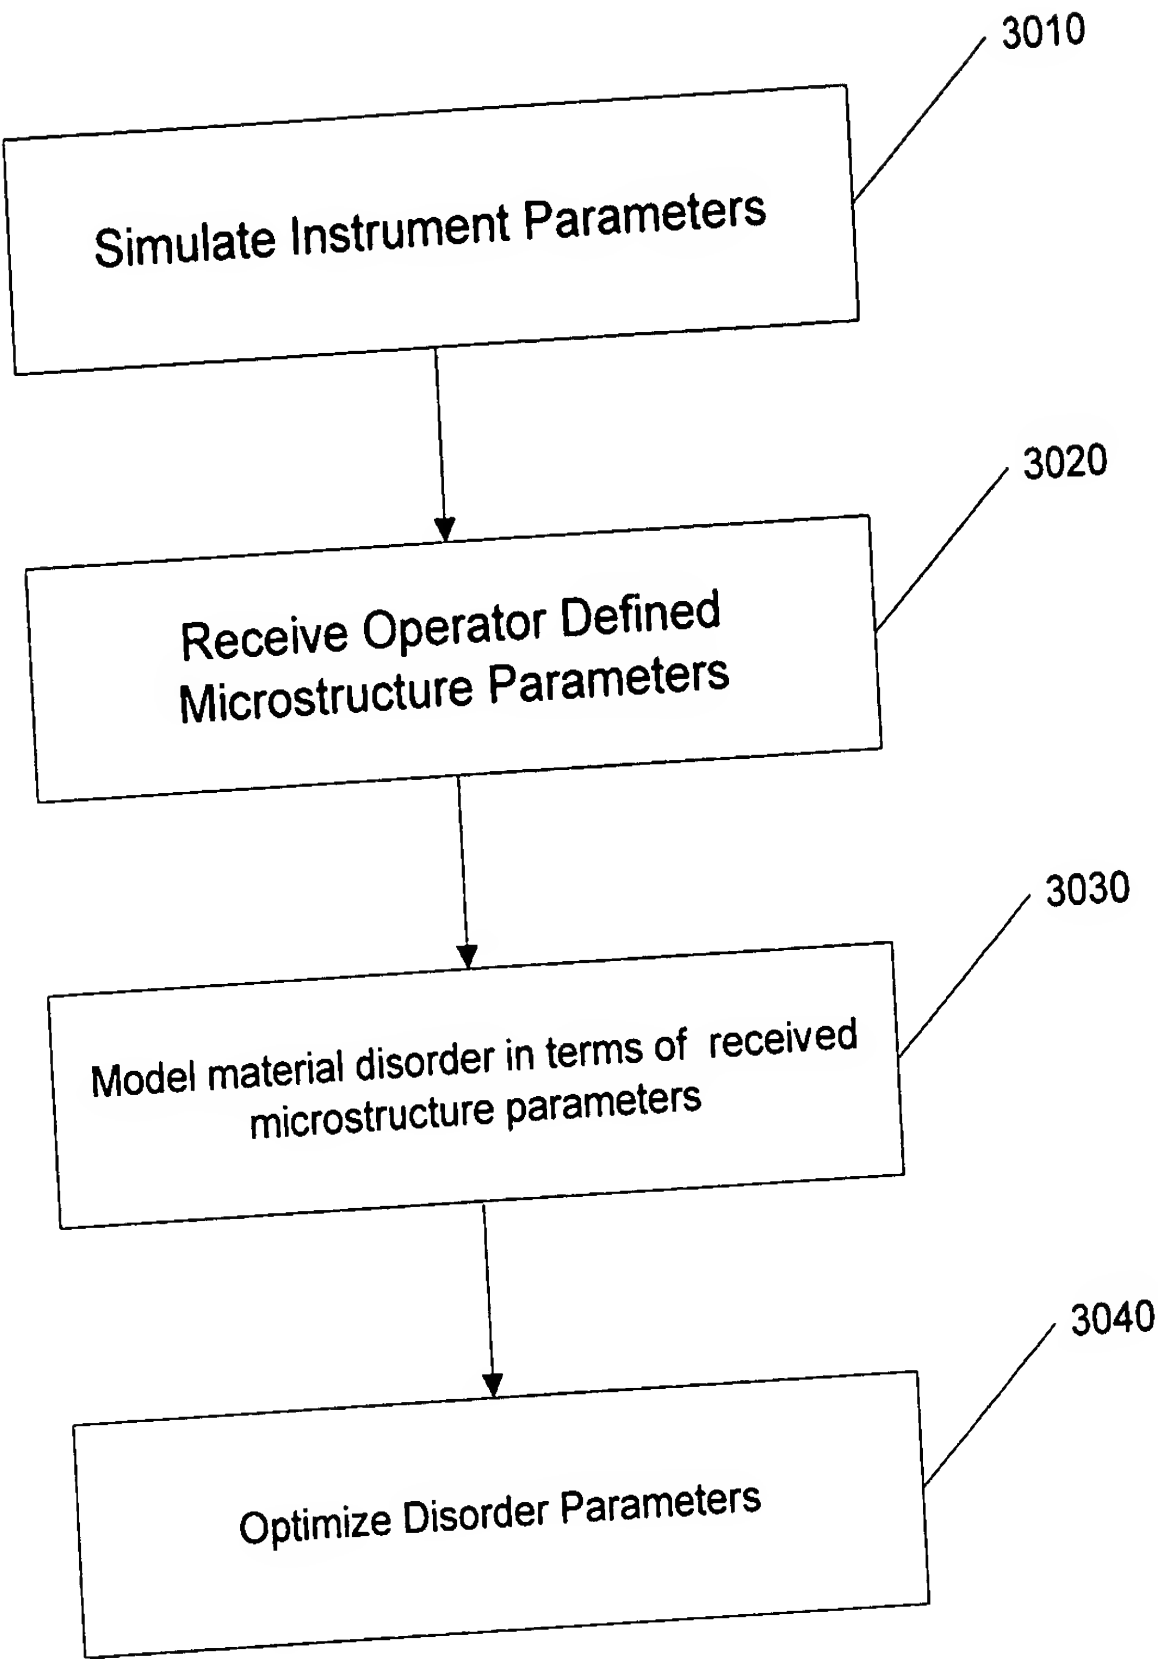 3010
Simulate Instrument Parameters
3020
Receive Operator Defined
Microstructure Parameters
3030
Model material disorder in terms of received
microstructure parameters
3040
Optimize Disorder Parameters